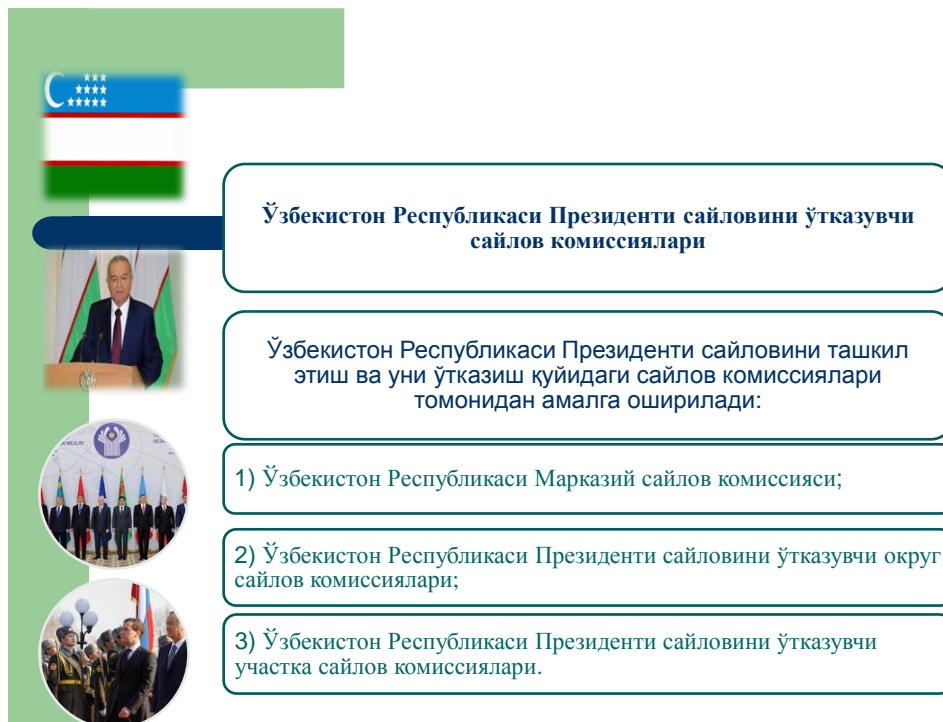 Ўзбекистон Республикаси Президенти сайловини ўтказувчи
сайлов комиссиялари
Ўзбекистон Республикаси Президенти сайловини ташкил
этиш ва уни ўтказиш қуйидаги сайлов комиссиялари
томонидан амалга оширилади:
1) Ўзбекистон Республикаси Марказий сайлов комиссияси;
2) Ўзбекистон Республикаси Президенти сайловини ўтказувчи округ
сайлов комиссиялари;
3) Ўзбекистон Республикаси Президенти сайловини ўтказувчи
участка сайлов комиссиялари.